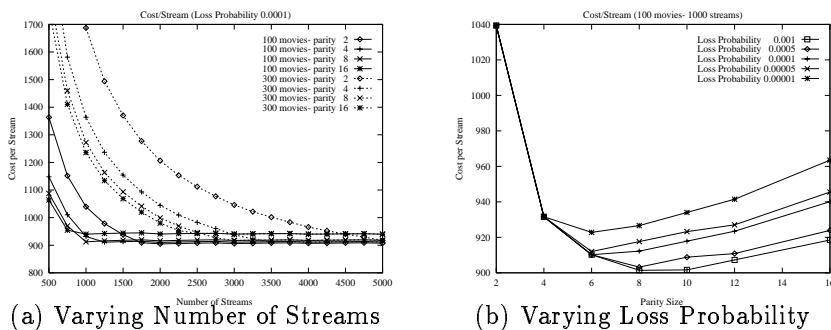 Cost/Stream (Loss Probability 0.0001)
1700
1600
1500
1400
1300
1200
1100
1000
900
800
Cost per Stream
100 movies- parity 2
100 movies- parity 4
100 movies- parity 8
100 movies- parity 16
300 movies- parity 2
300 movies- parity 4
300 movies- parity 8
300 movies- parity 16
500 1000 1500 2000 2500 3000 3500 4000 4500 5000
Number of Streams
(a) Varying Number of Streams
Cost/Stream (100 movies- 1000 streams)
1040
1020
1000
980
960
940
920
900
Cost per Stream
Loss Probability 0.001
Loss Probability 0.0005
Loss Probability 0.0001
Loss Probability 0.00005
Loss Probability 0.00001
2 4 6 8 10 12 14 16
Parity Size
(b) Varying Loss Probability